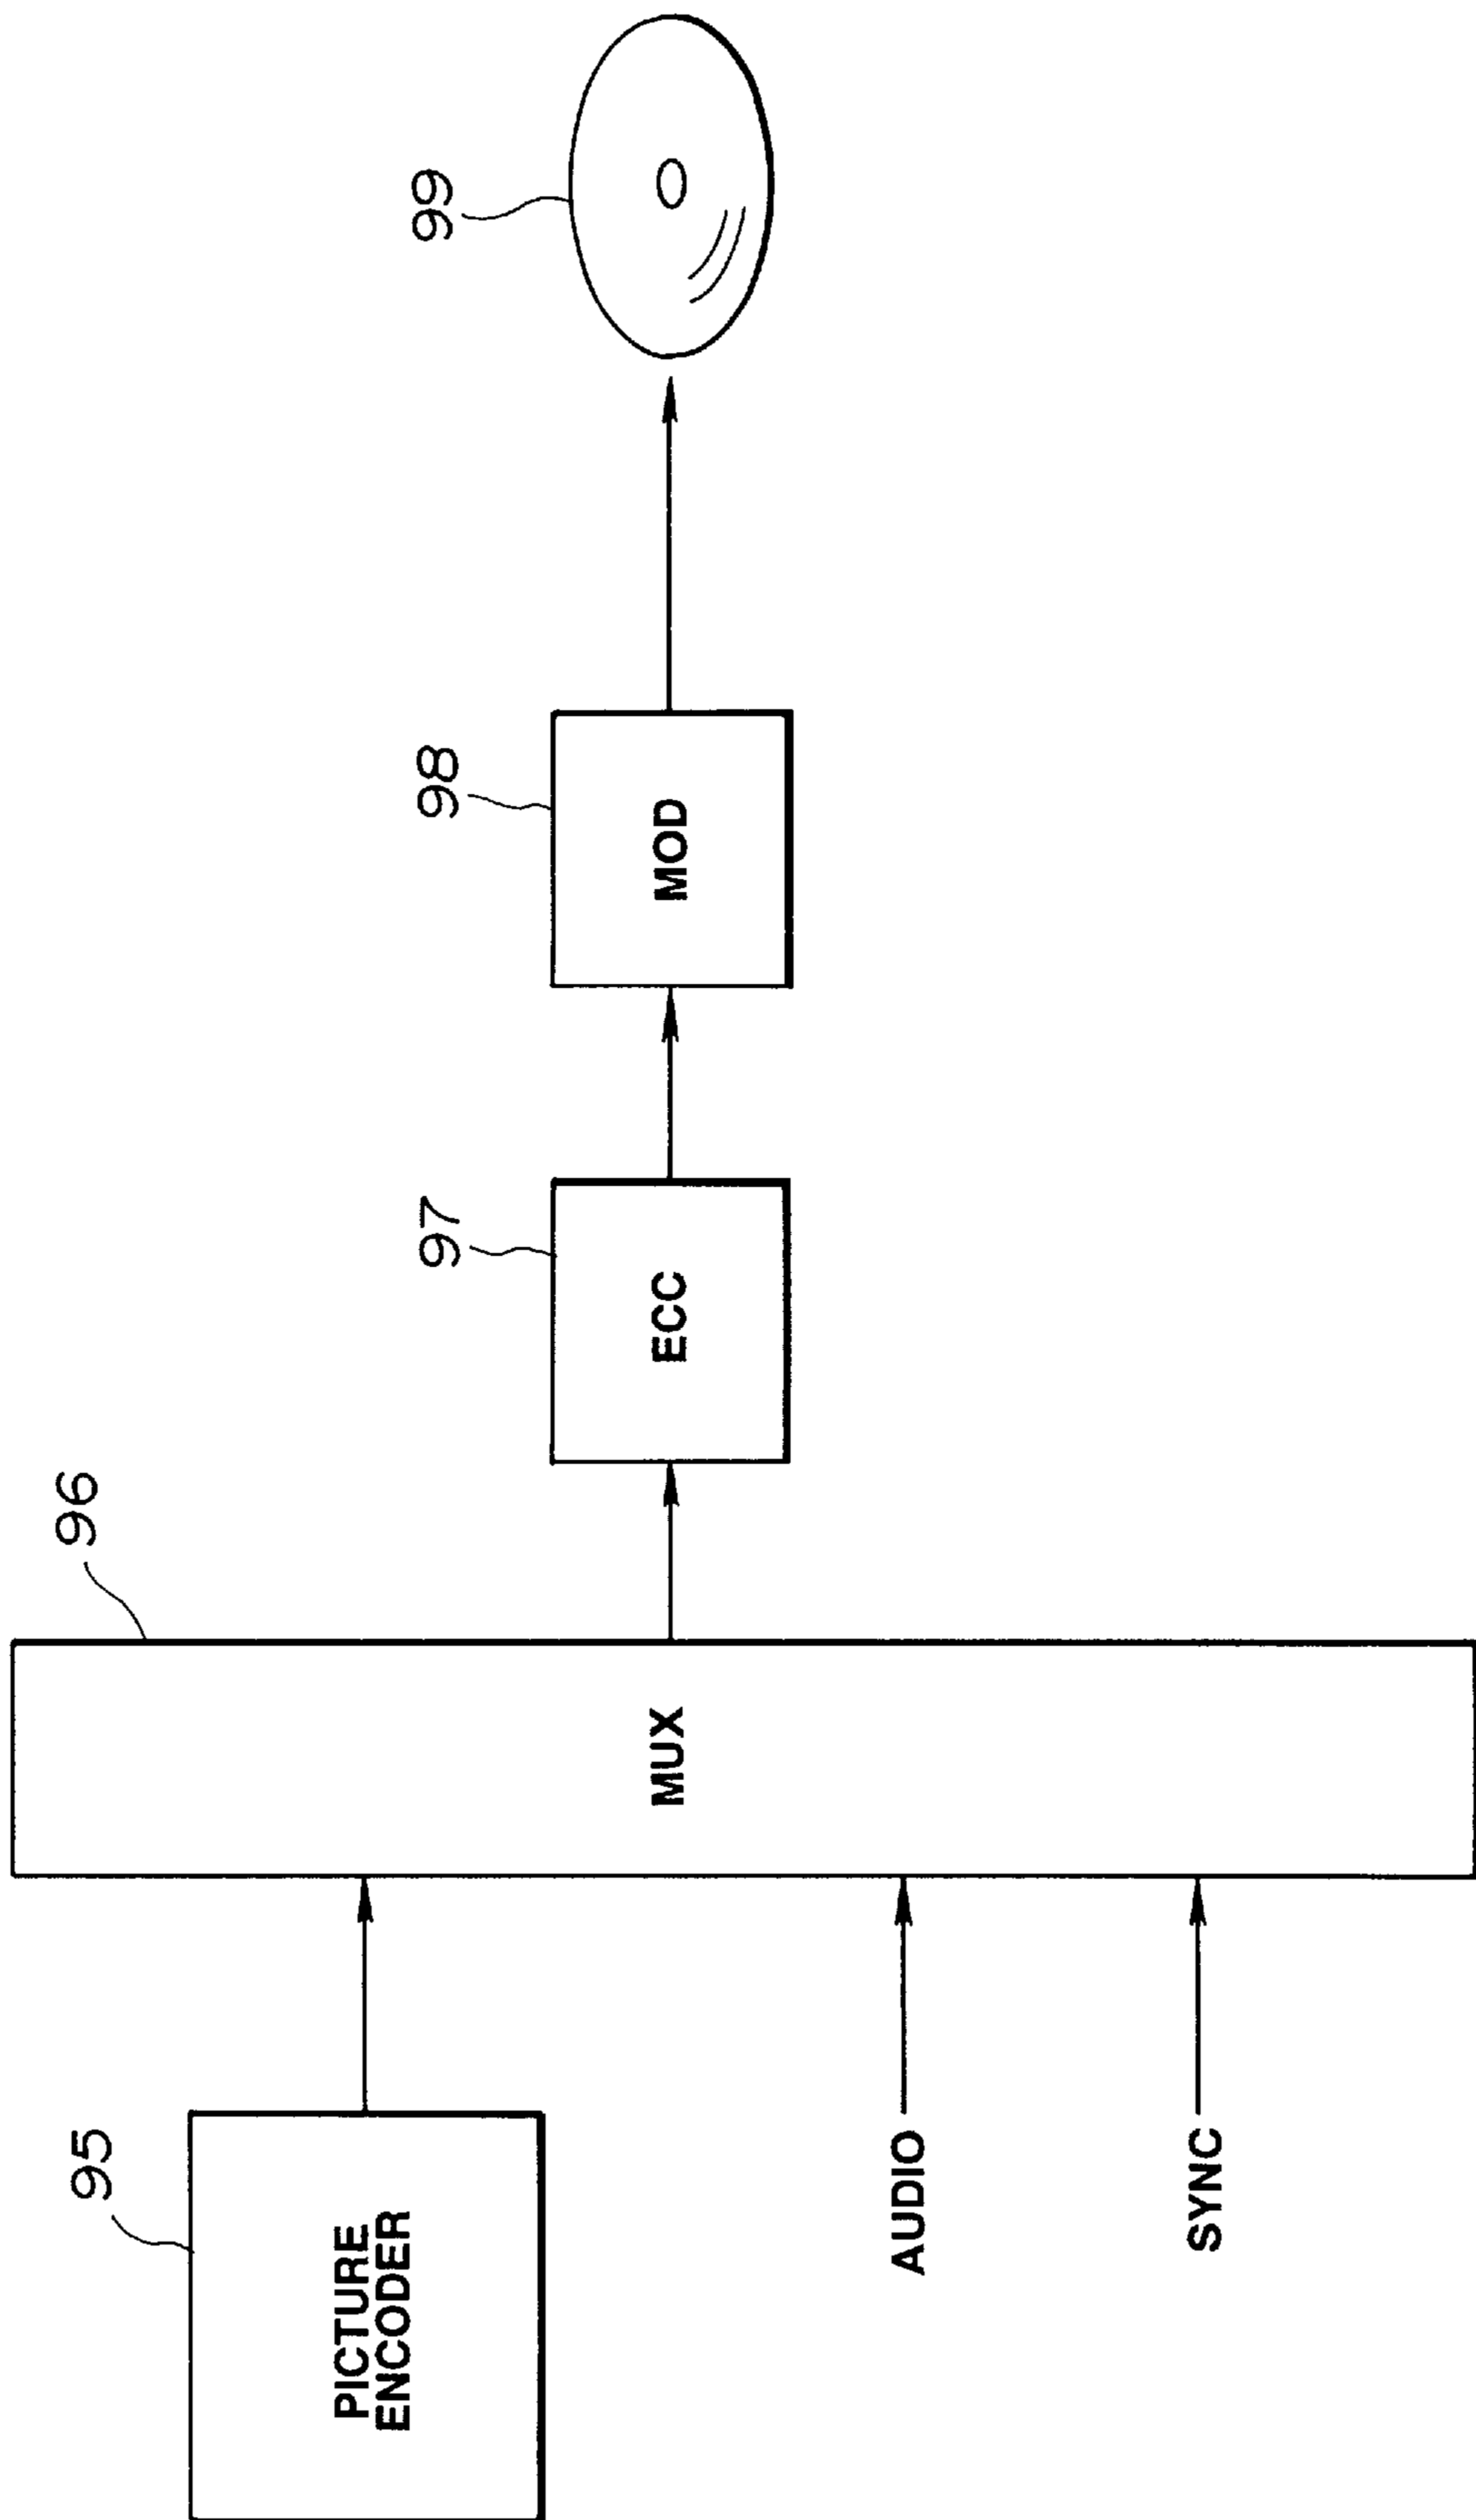 95
PICTURE
ENCODER
AUDIO
SYNC
96
MUX
97
ECC
98
MOD
99